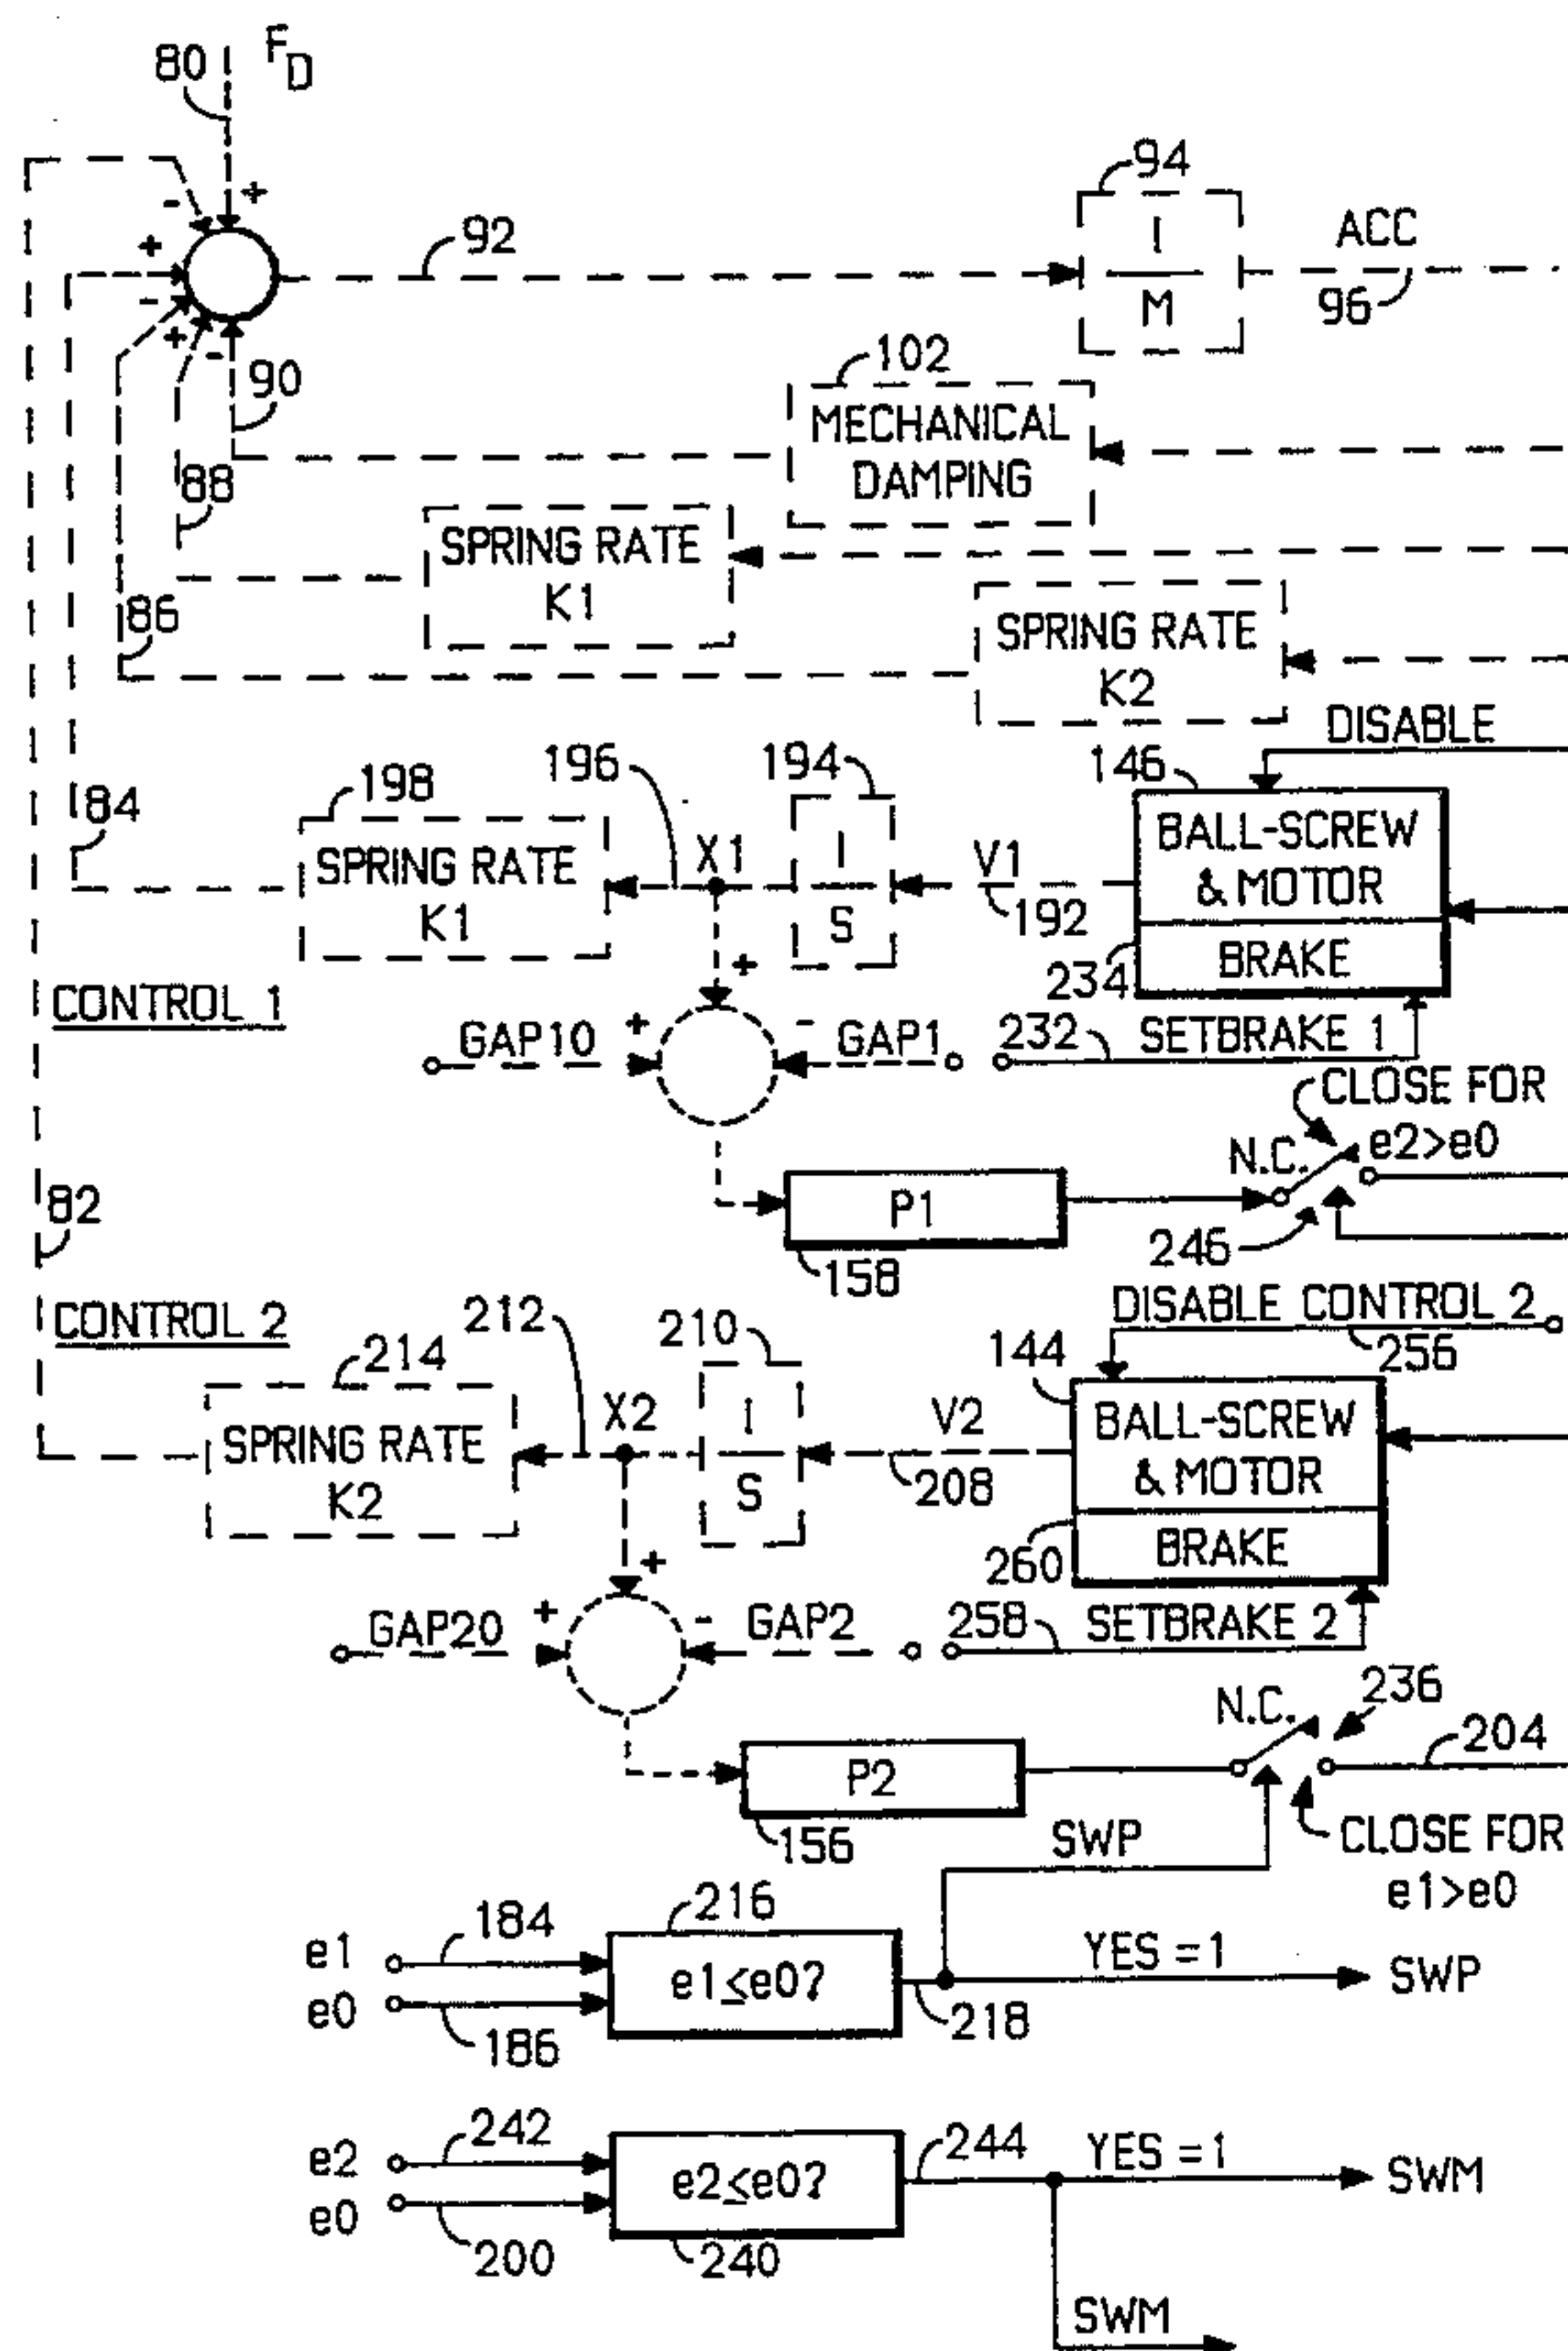 80
F_D
94
-
+
+
92
1
M
ACC
96
-
+
-
90
102
MECHANICAL
DAMPING
88
SPRING RATE
K1
86
SPRING RATE
K2
DISABLE
84
198
196
194
146
SPRING RATE
K1
X1
1
S
V1
192
BALL-SCREW
& MOTOR
BRAKE
234
+
CONTROL 1
GAP10
+
-
GAP1
232
SETBRAKE 1
CLOSE FOR
e2>e0
N.C.
82
P1
246
158
CONTROL 2
DISABLE CONTROL 2
256
214
212
210
144
SPRING RATE
K2
X2
1
S
V2
208
BALL-SCREW
& MOTOR
BRAKE
260
+
GAP20
+
-
GAP2
258
SETBRAKE 2
N.C.
236
204
P2
156
SWP
CLOSE FOR
e1>e0
e1
184
216
e1≤e0?
YES =1
SWP
e0
186
218
e2
242
e2≤e0?
244
YES =1
SWM
e0
200
240
SWM